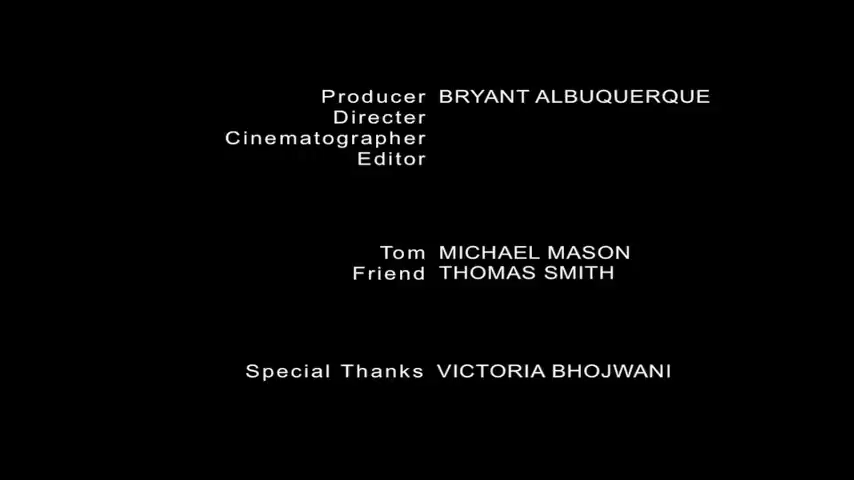 Producer BRYANT ALBUQUERQUE
Directer
Cinematographer
Editor
Tom MICHAEL MASON
Friend THOMAS SMITH
Special Thanks VICTORIA BHOJWANI